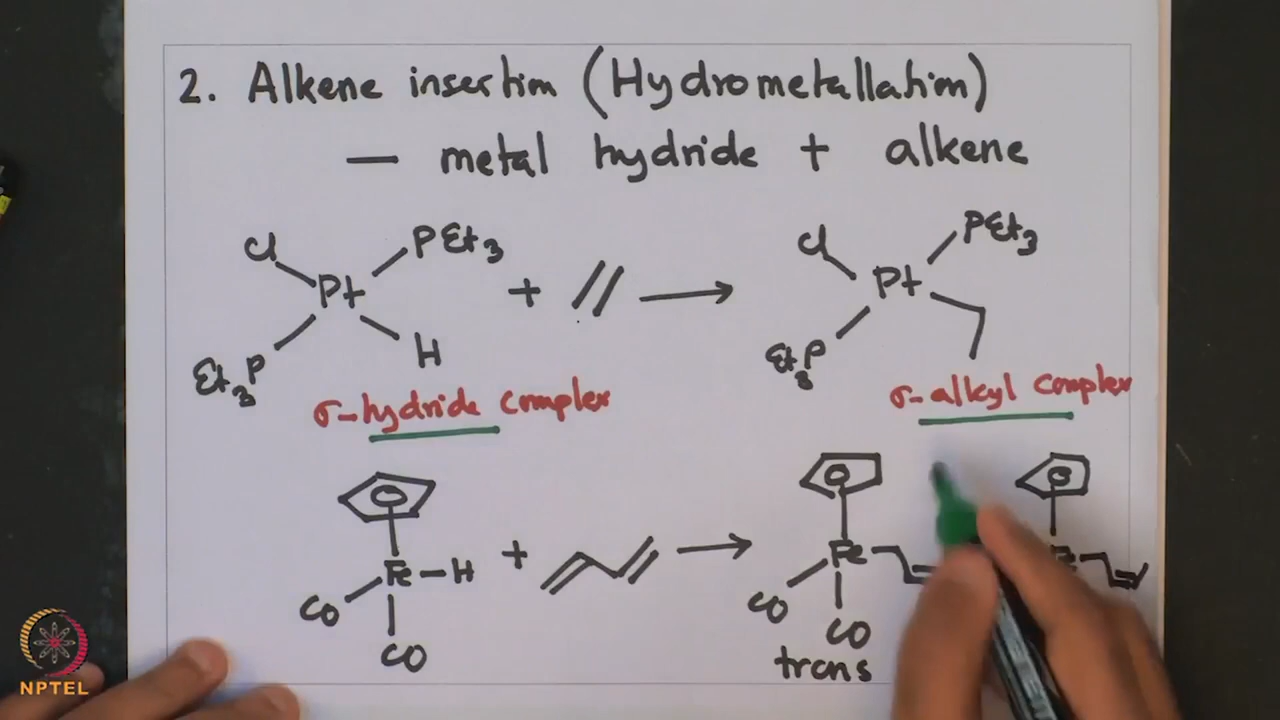 2. Alkene insertion (Hydrometallation)
— metal hydride + alkene
Cl PEt3 Pt Et3P H + → Cl PEt3 Pt Et3P
σ-hydride complex σ-alkyl complex
Fe—H CO CO + → Fe CO CO
trans
NPTEL